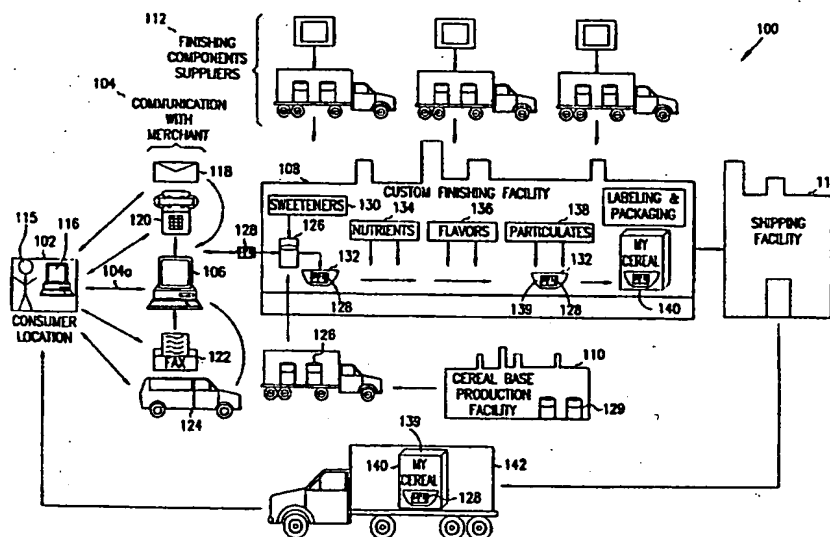 112
FINISHING
COMPONENTS
SUPPLIERS
100
104
COMMUNICATION
WITH
MERCHANT
118
120
115
102
116
104a
106
CONSUMER
LOCATION
FAX
122
124
108
CUSTOM FINISHING FACILITY
SWEETENERS
130
126
128
132
128
NUTRIENTS
134
FLAVORS
136
PARTICULATES
138
132
139
128
LABELING &
PACKAGING
MY
CEREAL
140
SHIPPING
FACILITY
126
110
CEREAL BASE
PRODUCTION
FACILITY
129
139
140
MY
CEREAL
128
142